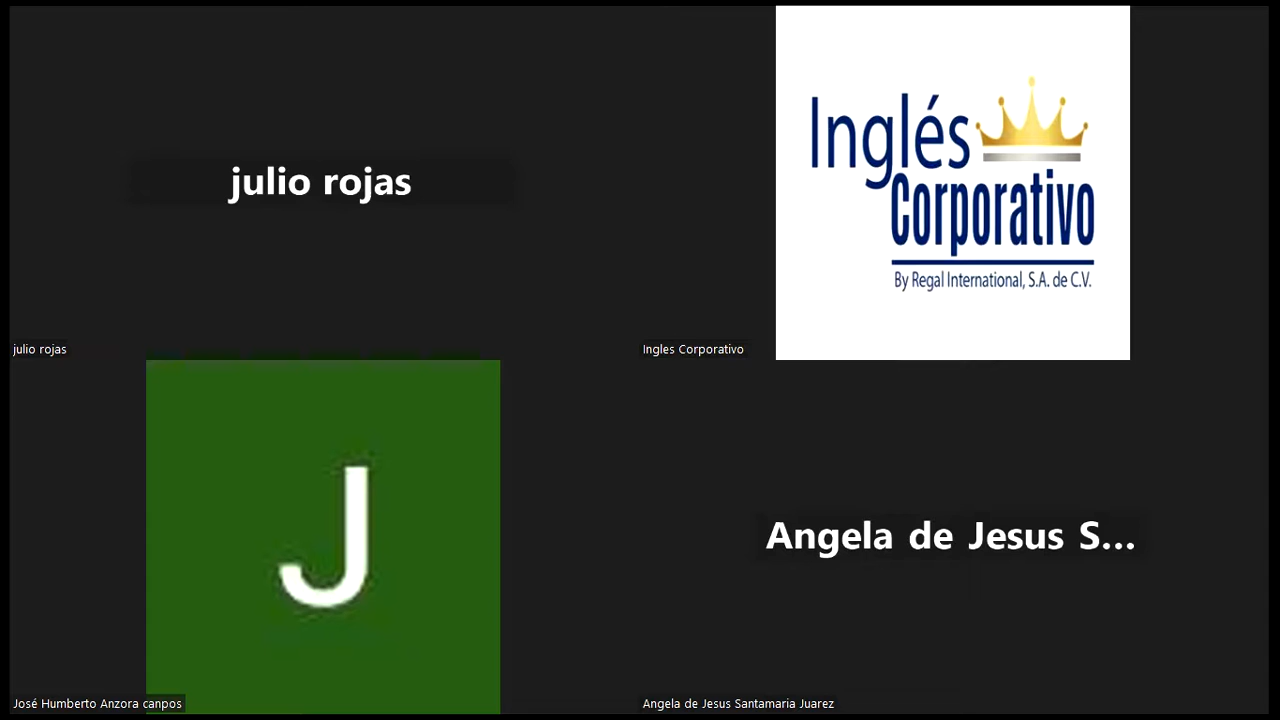 julio rojas
julio rojas
Inglés
Corporativo
By Regal International, S.A. de C.V.
Ingles Corporativo
J
José Humberto Anzora canpos
Angela de Jesus S...
Angela de Jesus Santamaria Juarez